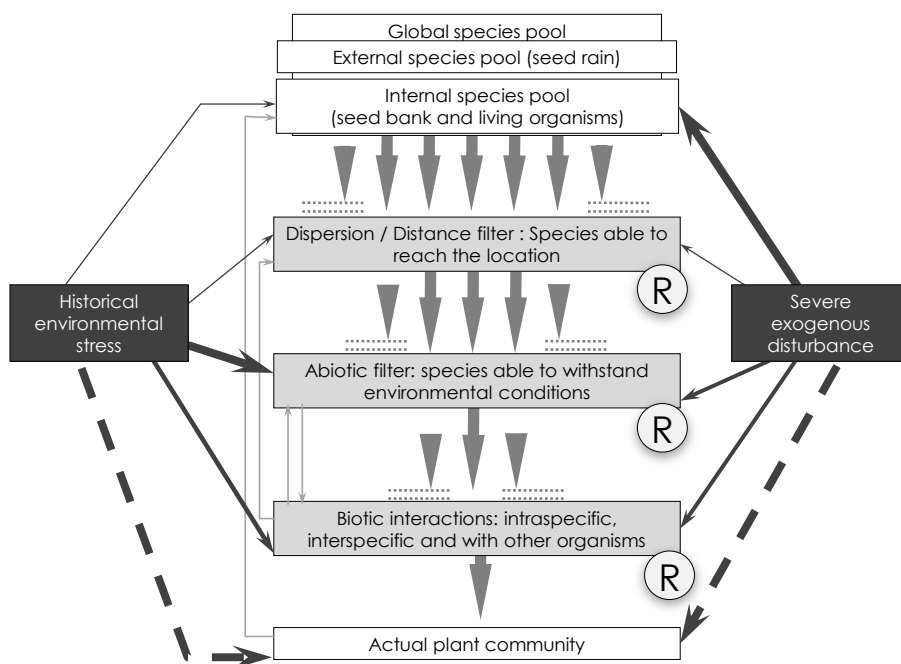 Global species pool
External species pool (seed rain)
Internal species pool
(seed bank and living organisms)
Dispersion / Distance filter : Species able to
reach the location
R
Historical
environmental
stress
Severe
exogenous
disturbance
Abiotic filter: species able to withstand
environmental conditions
R
Biotic interactions: intraspecific,
interspecific and with other organisms
R
Actual plant community